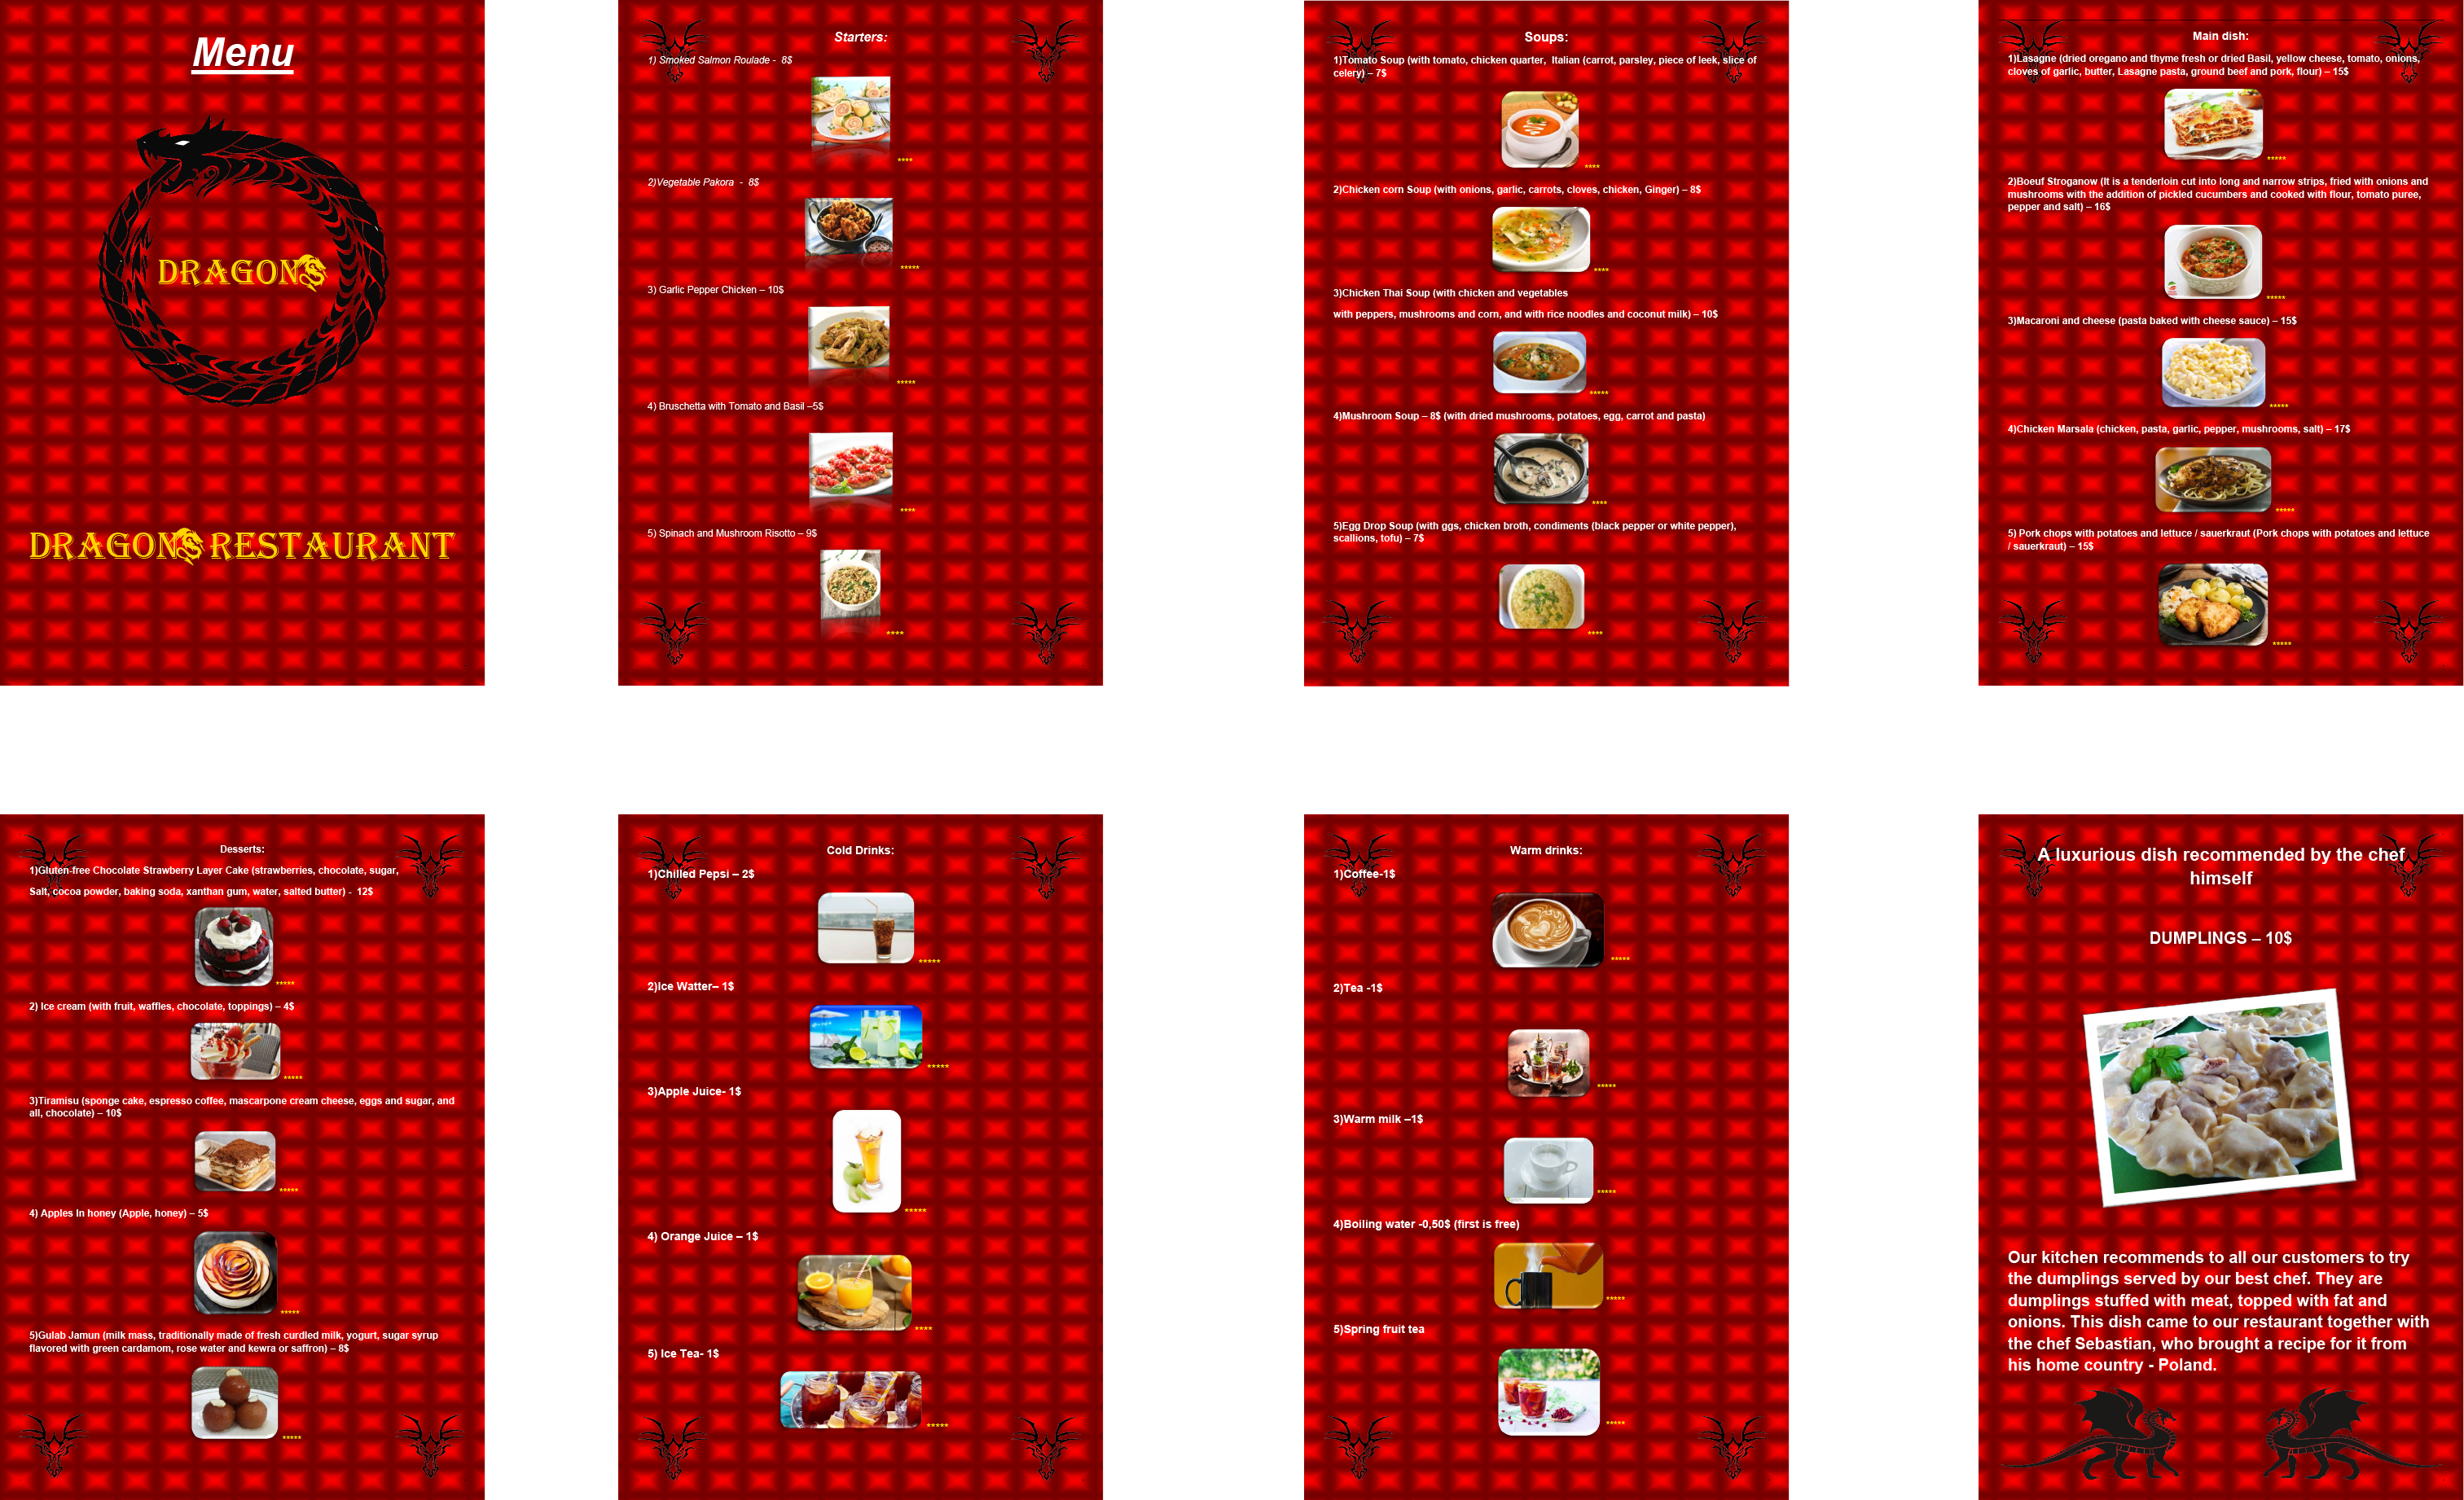 Menu
DRAGONS
DRAGONS RESTAURANT
Starters:
1) Smoked Salmon Roulade - 8$
****
2)Vegetable Pakora - 8$
*****
3) Garlic Pepper Chicken – 10$
*****
4) Bruschetta with Tomato and Basil –5$
****
5) Spinach and Mushroom Risotto – 9$
****
Soups:
1)Tomato Soup (with tomato, chicken quarter, Italian (carrot, parsley, piece of leek, slice of
celery) – 7$
****
2)Chicken corn Soup (with onions, garlic, carrots, cloves, chicken, Ginger) – 8$
****
3)Chicken Thai Soup (with chicken and vegetables
with peppers, mushrooms and corn, and with rice noodles and coconut milk) – 10$
*****
4)Mushroom Soup – 8$ (with dried mushrooms, potatoes, egg, carrot and pasta)
****
5)Egg Drop Soup (with ggs, chicken broth, condiments (black pepper or white pepper),
scallions, tofu) – 7$
****
Main dish:
1)Lasagne (dried oregano and thyme fresh or dried Basil, yellow cheese, tomato, onions,
cloves of garlic, butter, Lasagne pasta, ground beef and pork, flour) – 15$
*****
2)Boeuf Stroganow (It is a tenderloin cut into long and narrow strips, fried with onions and
mushrooms with the addition of pickled cucumbers and cooked with flour, tomato puree,
pepper and salt) – 16$
*****
3)Macaroni and cheese (pasta baked with cheese sauce) – 15$
*****
4)Chicken Marsala (chicken, pasta, garlic, pepper, mushrooms, salt) – 17$
*****
5) Pork chops with potatoes and lettuce / sauerkraut (Pork chops with potatoes and lettuce
/ sauerkraut) – 15$
*****
Desserts:
1)Gluten-free Chocolate Strawberry Layer Cake (strawberries, chocolate, sugar,
Salt, cocoa powder, baking soda, xanthan gum, water, salted butter) - 12$
*****
2) Ice cream (with fruit, waffles, chocolate, toppings) – 4$
*****
3)Tiramisu (sponge cake, espresso coffee, mascarpone cream cheese, eggs and sugar, and
all, chocolate) – 10$
*****
4) Apples In honey (Apple, honey) – 5$
*****
5)Gulab Jamun (milk mass, traditionally made of fresh curdled milk, yogurt, sugar syrup
flavored with green cardamom, rose water and kewra or saffron) – 8$
*****
Cold Drinks:
1)Chilled Pepsi – 2$
*****
2)Ice Watter– 1$
*****
3)Apple Juice- 1$
*****
4) Orange Juice – 1$
****
5) Ice Tea- 1$
*****
Warm drinks:
1)Coffee-1$
*****
2)Tea -1$
*****
3)Warm milk –1$
*****
4)Boiling water -0,50$ (first is free)
*****
5)Spring fruit tea
*****
A luxurious dish recommended by the chef
himself
DUMPLINGS – 10$
Our kitchen recommends to all our customers to try
the dumplings served by our best chef. They are
dumplings stuffed with meat, topped with fat and
onions. This dish came to our restaurant together with
the chef Sebastian, who brought a recipe for it from
his home country - Poland.